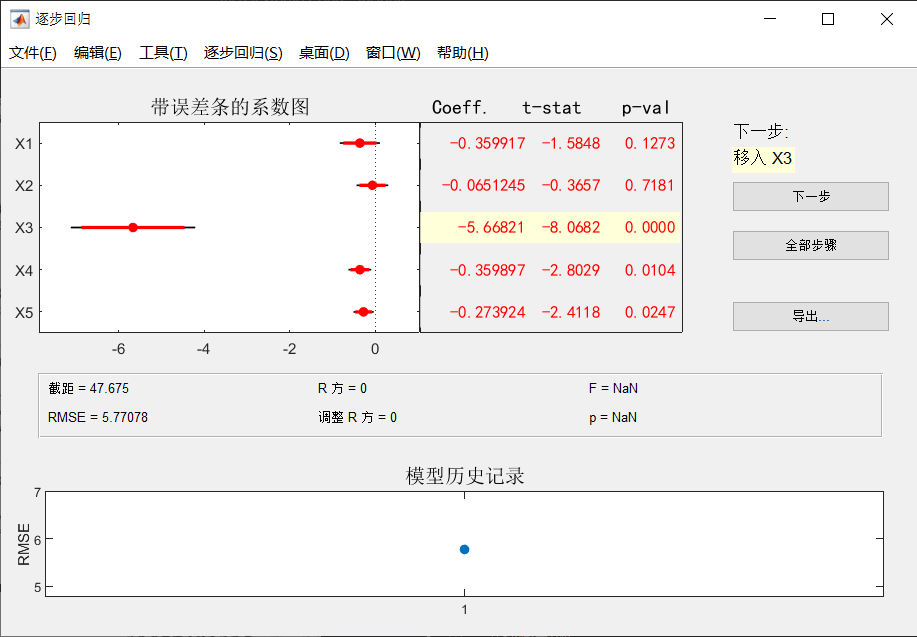 逐步回归
文件(F) 编辑(E) 工具(T) 逐步回归(S) 桌面(D) 窗口(W) 帮助(H)
带误差条的系数图 Coeff. t-stat p-val
X1 -0.359917 -1.5848 0.1273
X2 -0.0651245 -0.3657 0.7181
X3 -5.66821 -8.0682 0.0000
X4 -0.359897 -2.8029 0.0104
X5 -0.273924 -2.4118 0.0247
-6 -4 -2 0
下一步:
移入 X3
下一步
全部步骤
导出...
截距 = 47.675 R 方 = 0 F = NaN
RMSE = 5.77078 调整 R 方 = 0 p = NaN
模型历史记录
7
6
5
RMSE
1